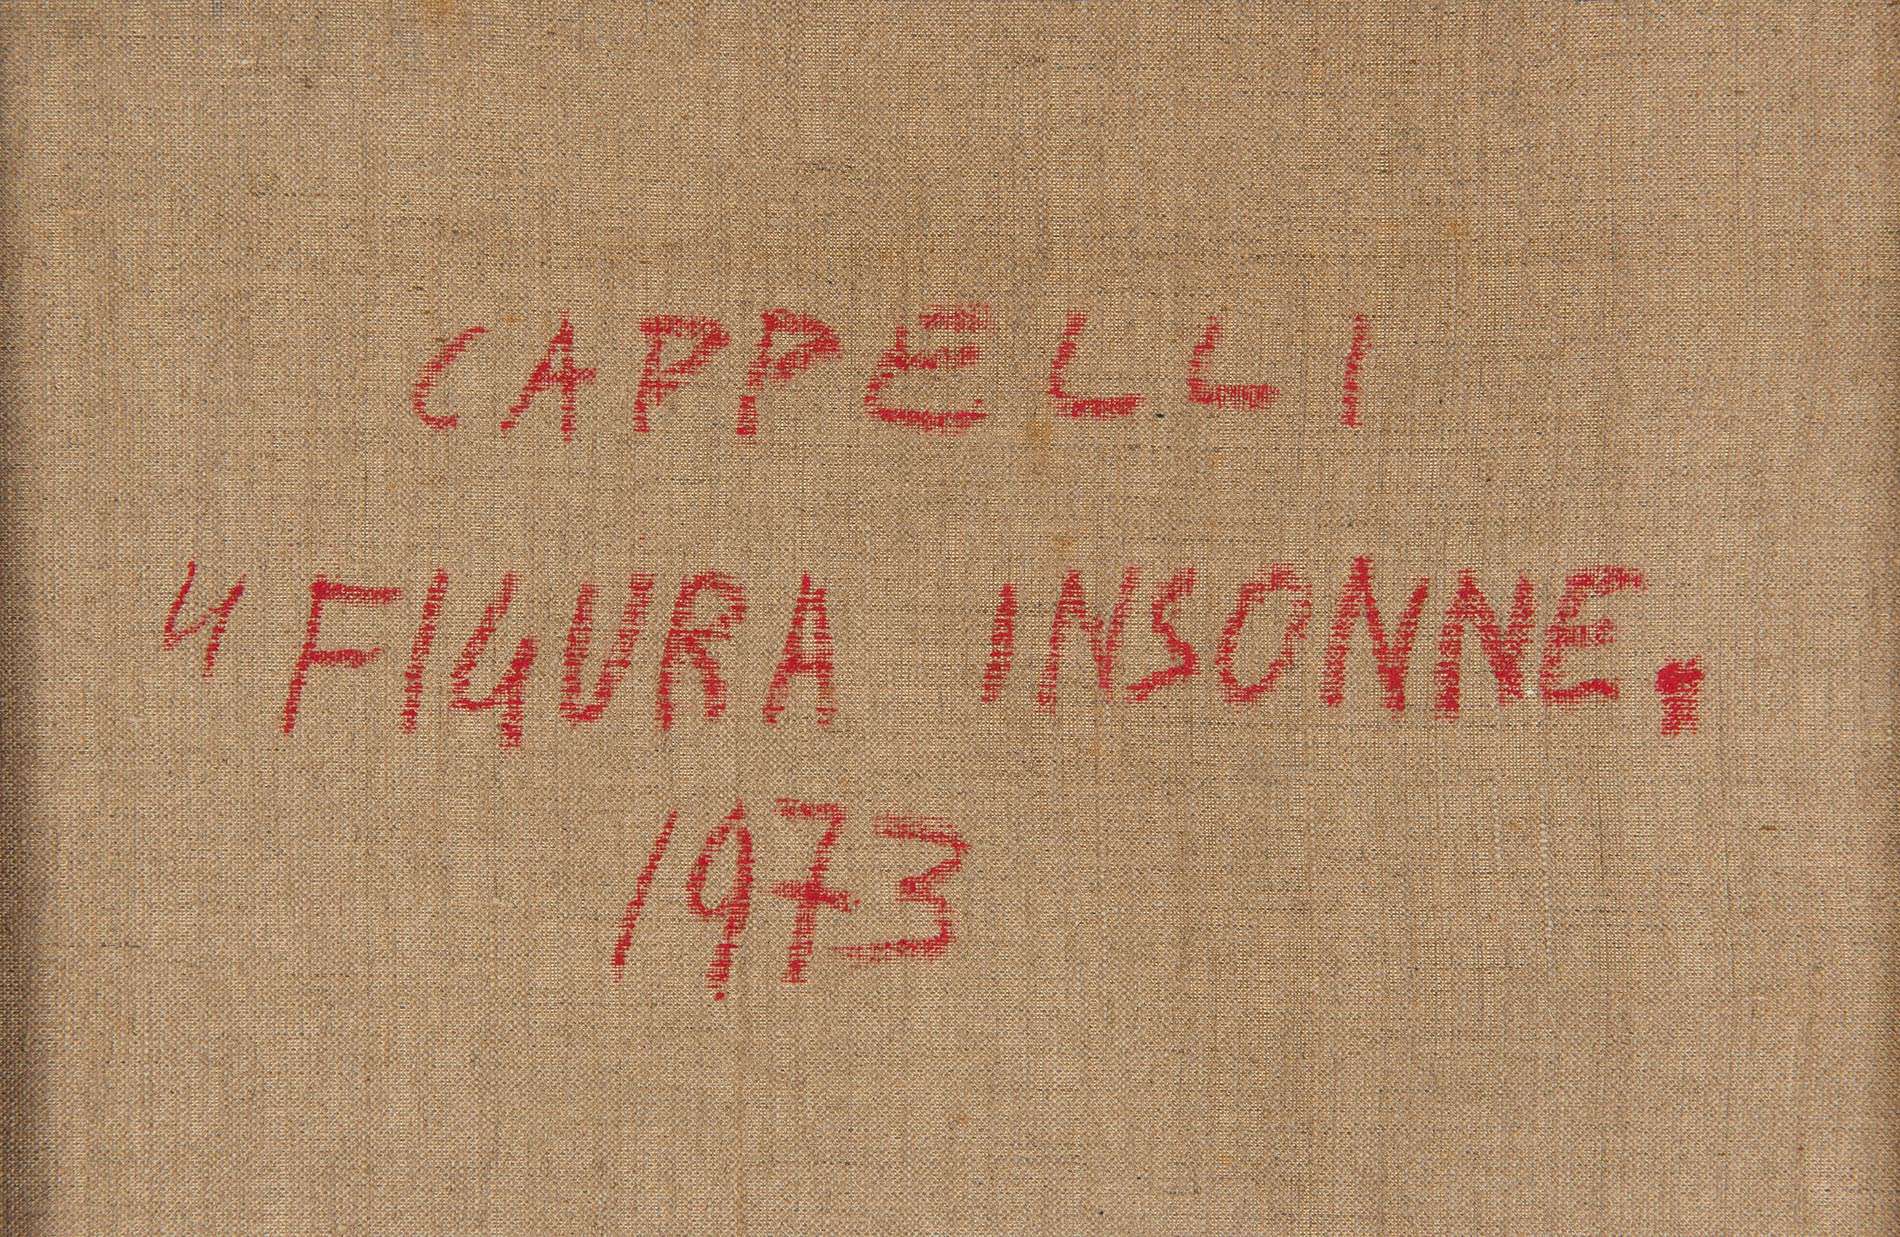 CAPPELLI
"FIGURA INSONNE.
1973